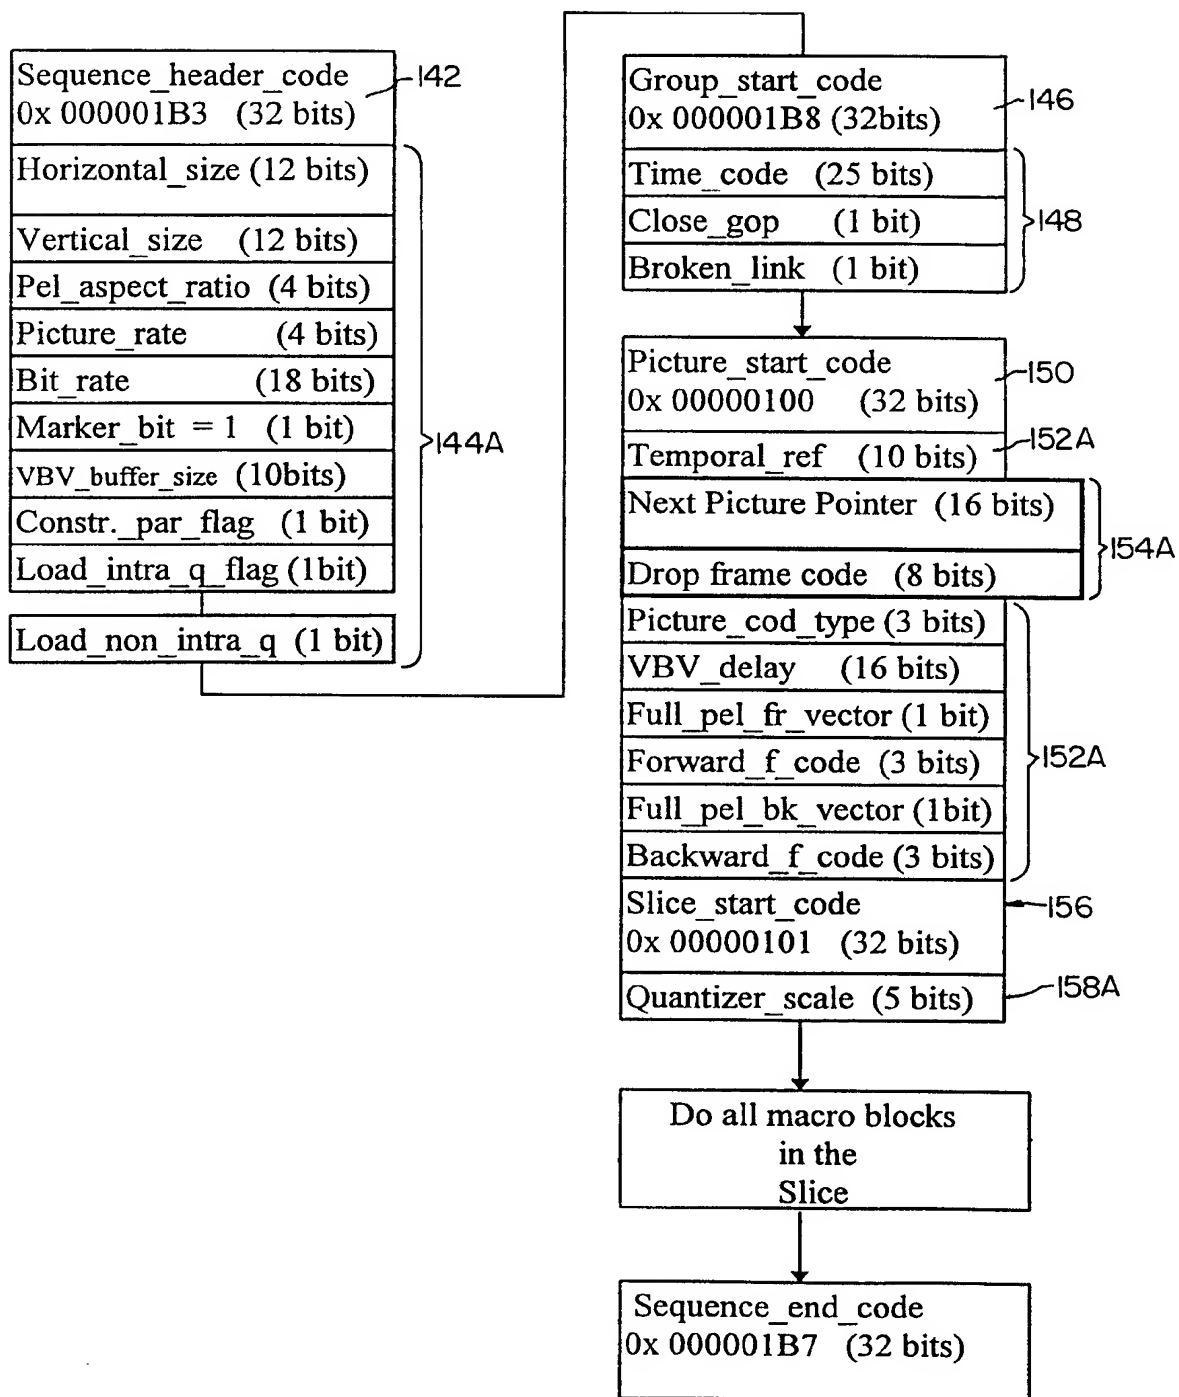 Sequence_header_code
0x 000001B3 (32 bits)
142
Horizontal_size (12 bits)
Vertical_size (12 bits)
Pel_aspect_ratio (4 bits)
Picture_rate (4 bits)
Bit_rate (18 bits)
Marker_bit = 1 (1 bit)
VBV_buffer_size (10bits)
Constr._par_flag (1 bit)
Load_intra_q_flag (1bit)
Load_non_intra_q (1 bit)
144A
Group_start_code
0x 000001B8 (32bits)
146
Time_code (25 bits)
Close_gop (1 bit)
Broken_link (1 bit)
148
Picture_start_code
0x 00000100 (32 bits)
150
Temporal_ref (10 bits)
152A
Next Picture Pointer (16 bits)
Drop frame code (8 bits)
154A
Picture_cod_type (3 bits)
VBV_delay (16 bits)
Full_pel_fr_vector (1 bit)
Forward_f_code (3 bits)
Full_pel_bk_vector (1bit)
Backward_f_code (3 bits)
152A
Slice_start_code
0x 00000101 (32 bits)
156
Quantizer_scale (5 bits)
158A
Do all macro blocks
in the
Slice
Sequence_end_code
0x 000001B7 (32 bits)